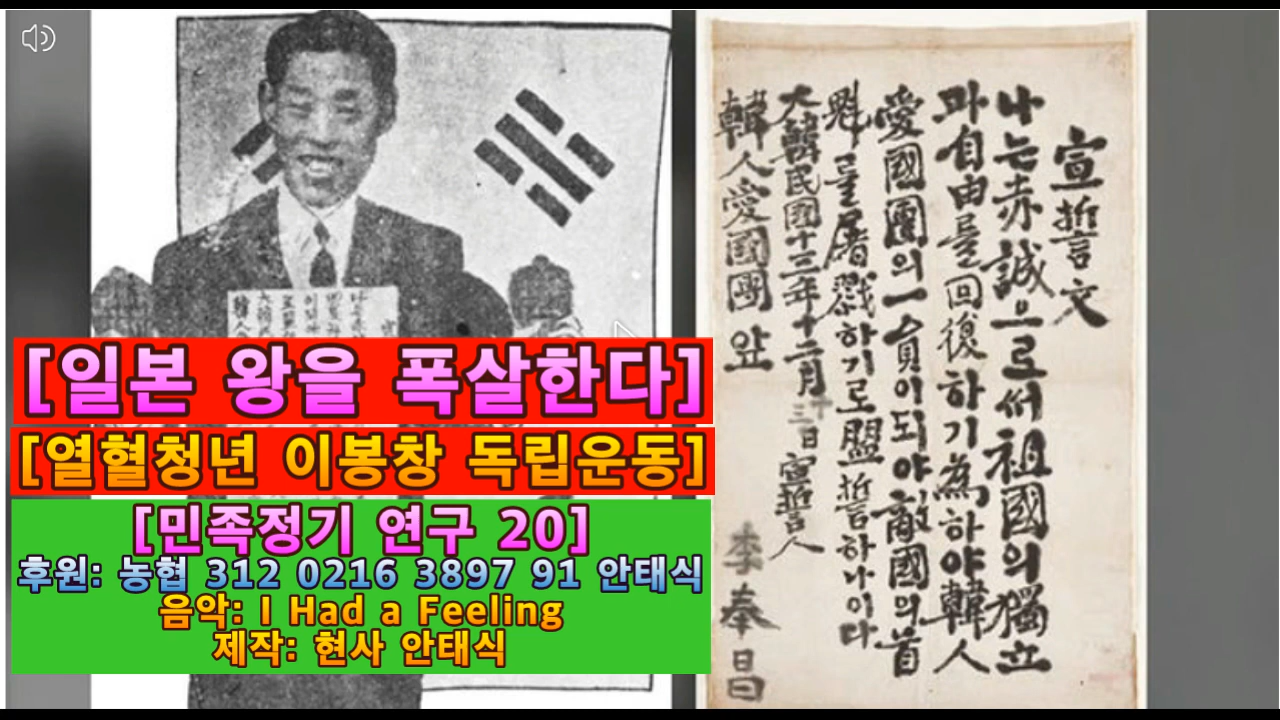 [일본 왕을 폭살한다]
[열혈청년 이봉창 독립운동]
[민족정기 연구 20]
후원: 농협 312 0216 3897 91 안태식
음악: I Had a Feeling
제작: 현사 안태식
宣誓文
나는赤誠으로서祖國의獨立
과自由를回復하기為하야韓人
愛國團의一員이되야敵國의首
魁를屠戮하기로盟誓하나이다
大韓民國十三年十二月十三日宣誓人
韓人愛國團앞
李奉昌